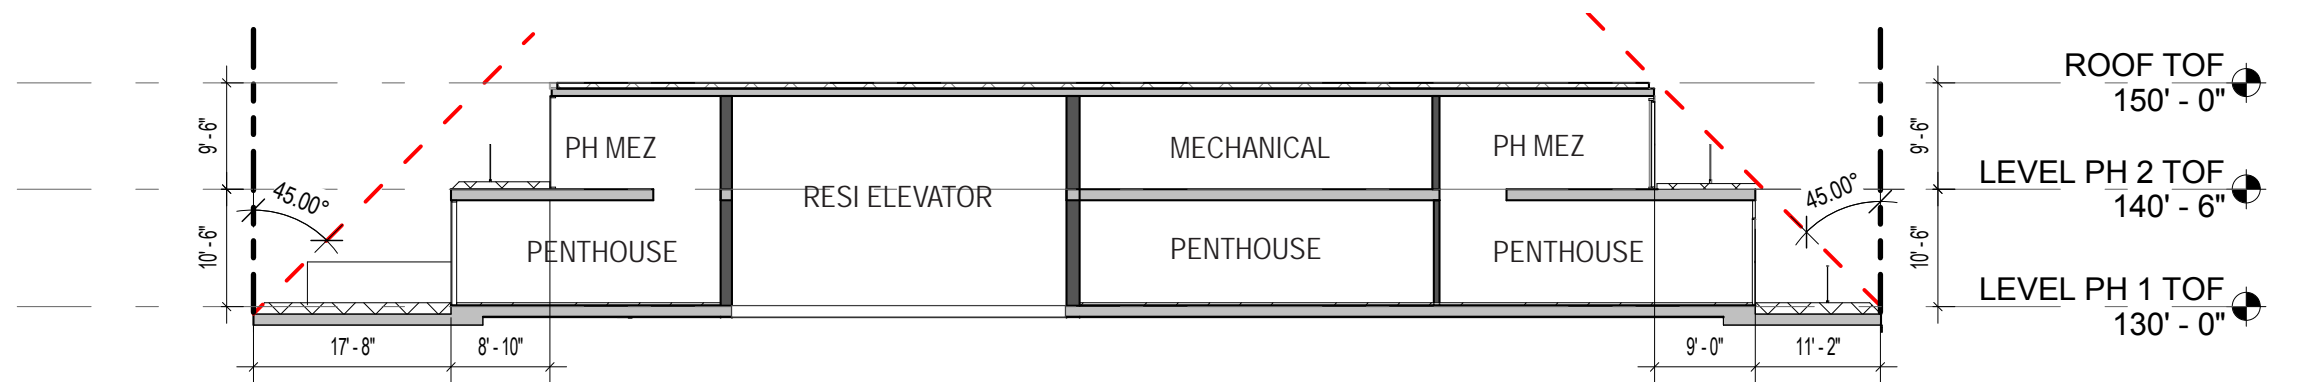 ROOF TOF
150' - 0"
9' - 6"
PH MEZ
MECHANICAL
PH MEZ
9' - 6"
LEVEL PH 2 TOF
140' - 6"
45.00°
RESI ELEVATOR
45.00°
10' - 6"
PENTHOUSE
PENTHOUSE
PENTHOUSE
10' - 6"
LEVEL PH 1 TOF
130' - 0"
17' - 8"
8' - 10"
9' - 0"
11' - 2"